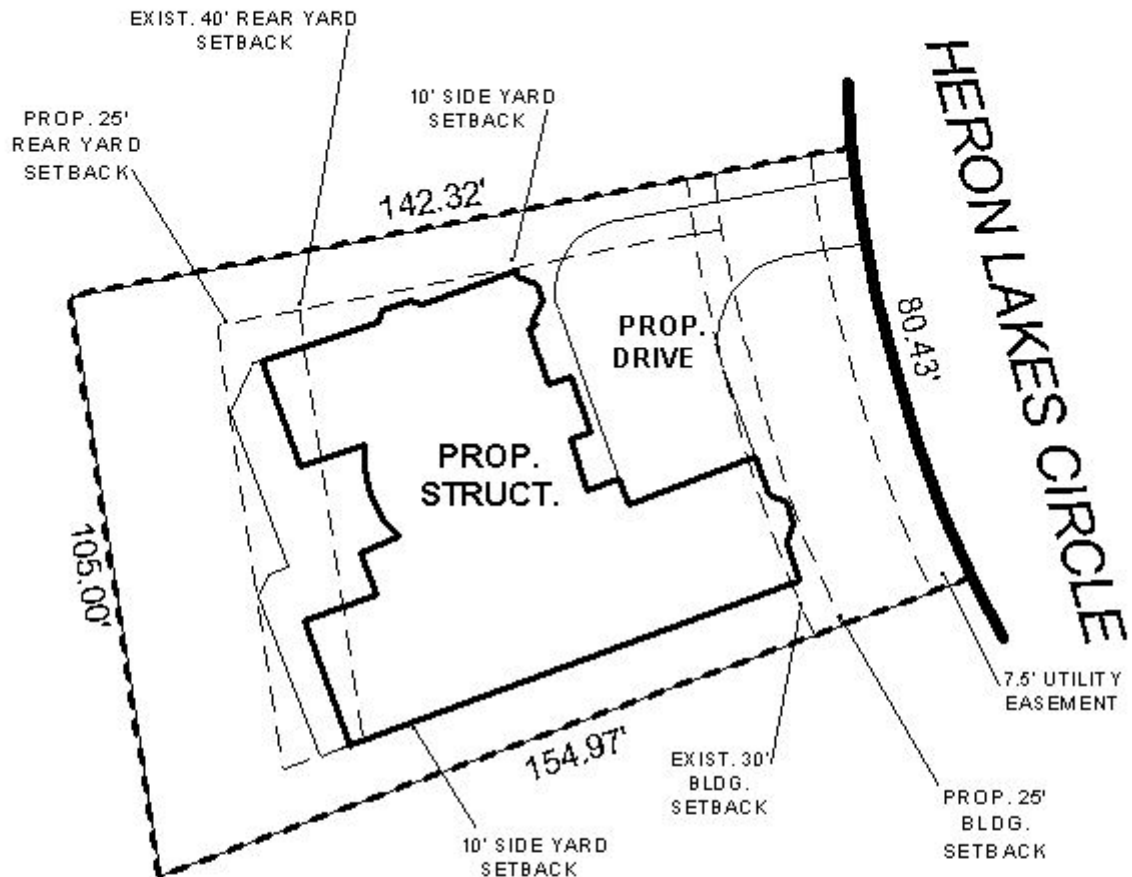 EXIST. 40' REAR YARD
SETBACK
10' SIDE YARD
SETBACK
PROP. 25'
REAR YARD
SETBACK
142.32'
HERON LAKES CIRCLE
PROP.
DRIVE
80.43'
PROP.
STRUCT.
105.00'
154.97'
7.5' UTILITY
EASEMENT
EXIST. 30'
BLDG.
SETBACK
PROP. 25'
BLDG.
SETBACK
10' SIDE YARD
SETBACK